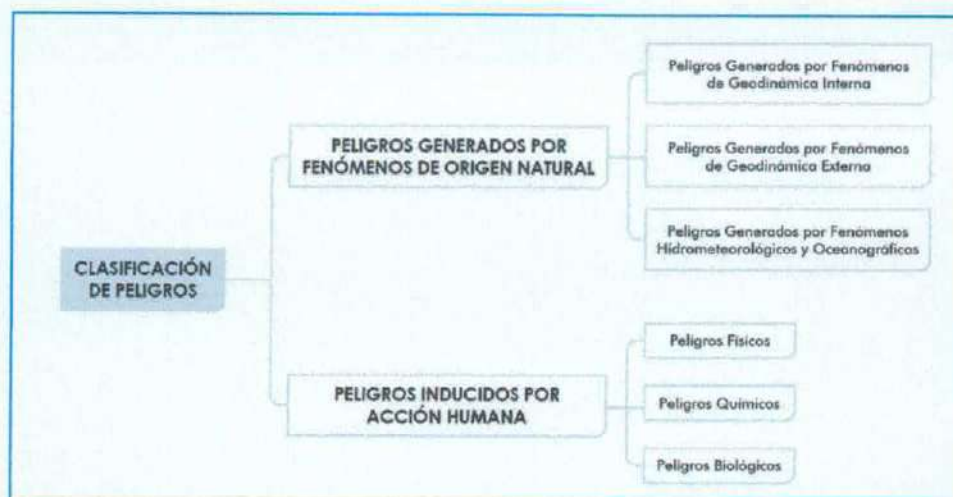 CLASIFICACIÓN
DE PELIGROS
PELIGROS GENERADOS POR
FENÓMENOS DE ORIGEN NATURAL
Peligros Generados por Fenómenos
de Geodinámica Interna
Peligros Generados por Fenómenos
de Geodinámica Externa
Peligros Generados por Fenómenos
Hidrometeorológicos y Oceanográficos
PELIGROS INDUCIDOS POR
ACCIÓN HUMANA
Peligros Físicos
Peligros Químicos
Peligros Biológicos